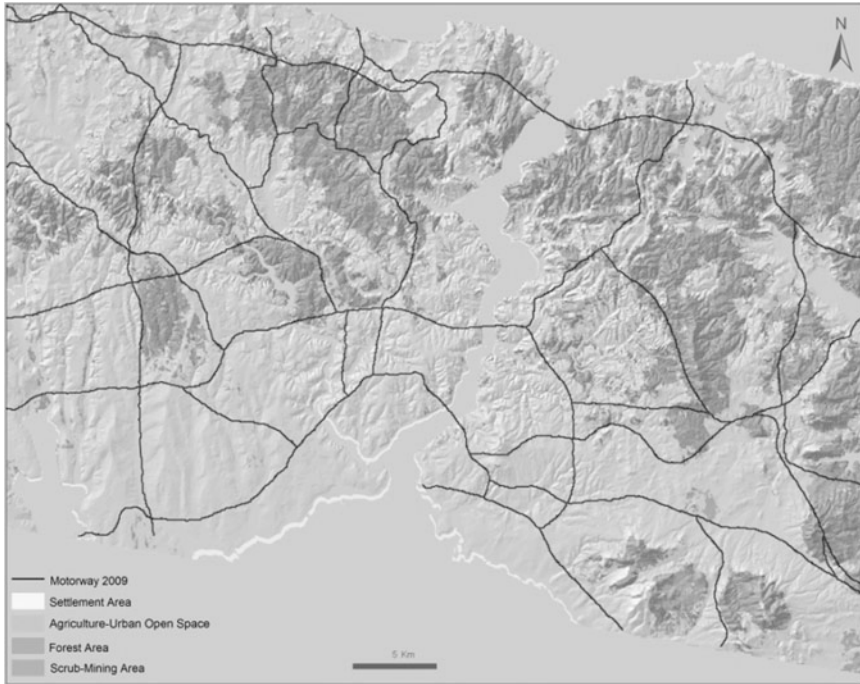 N
Motorway 2009
Settlement Area
Agriculture-Urban Open Space
Forest Area
Scrub-Mining Area
5 Km